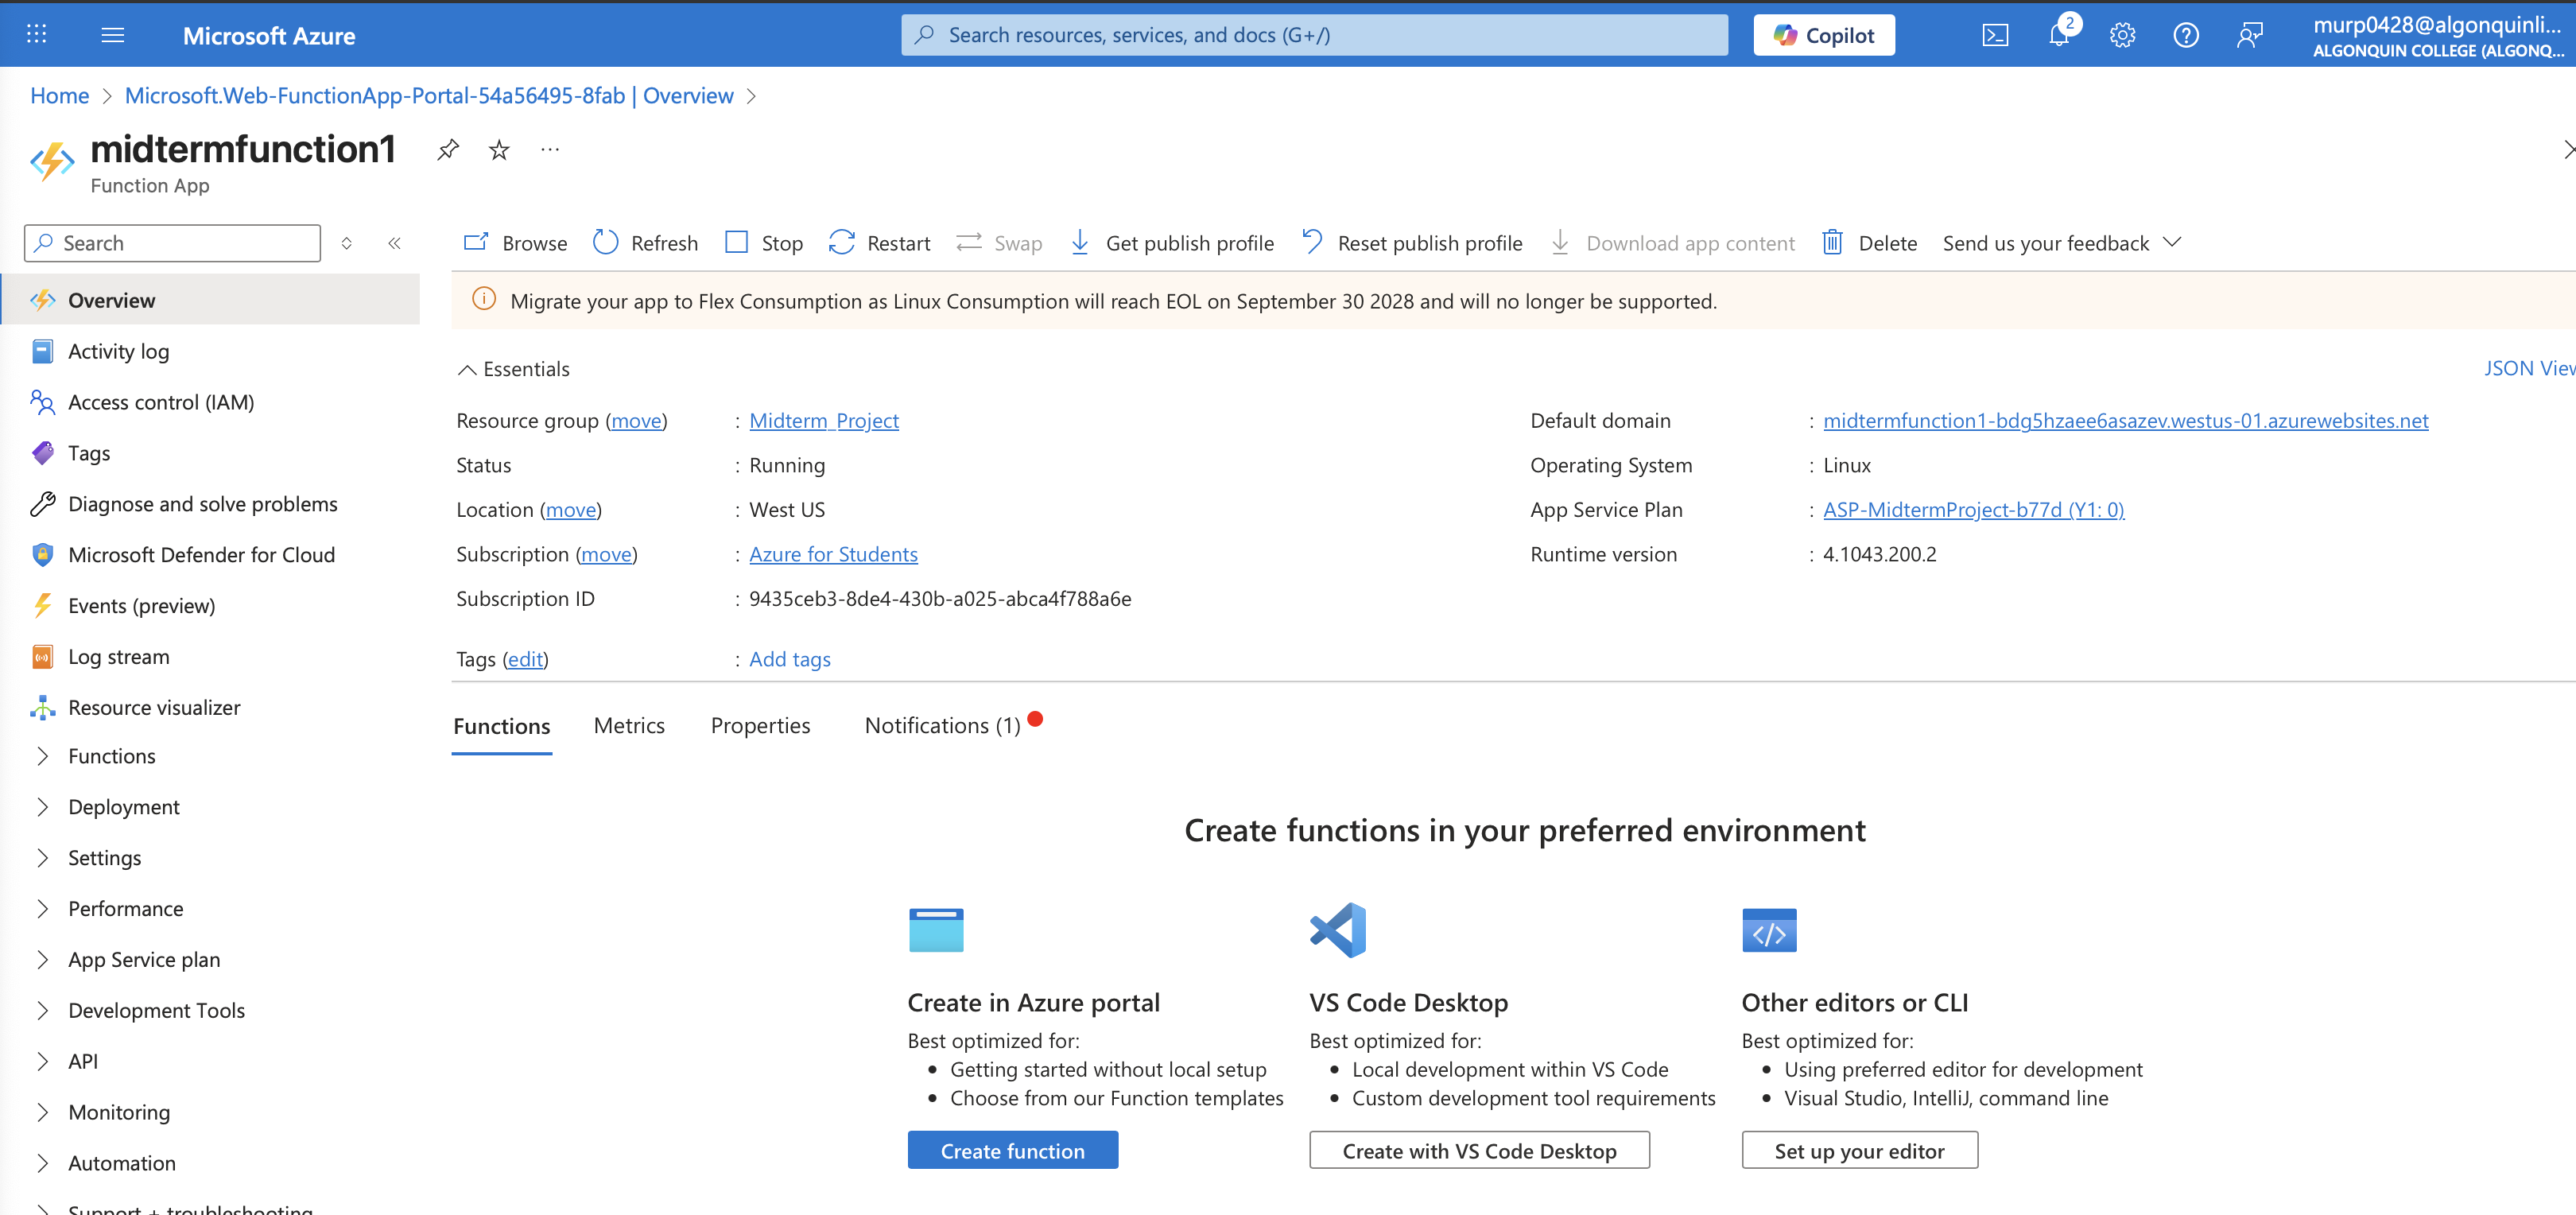 Microsoft Azure
Search resources, services, and docs (G+/)
Copilot
2
murp0428@algonquinli...
ALGONQUIN COLLEGE (ALGONQ...
Home > Microsoft.Web-FunctionApp-Portal-54a56495-8fab | Overview >
midtermfunction1
Function App
Search
Browse Refresh Stop Restart Swap Get publish profile Reset publish profile Download app content Delete Send us your feedback
Overview
Activity log
Access control (IAM)
Tags
Diagnose and solve problems
Microsoft Defender for Cloud
Events (preview)
Log stream
Resource visualizer
Functions
Deployment
Settings
Performance
App Service plan
Development Tools
API
Monitoring
Automation
Support + troubleshooting
Migrate your app to Flex Consumption as Linux Consumption will reach EOL on September 30 2028 and will no longer be supported.
Essentials
JSON View
Resource group (move) : Midterm_Project
Status : Running
Location (move) : West US
Subscription (move) : Azure for Students
Subscription ID : 9435ceb3-8de4-430b-a025-abca4f788a6e
Tags (edit) : Add tags
Default domain : midtermfunction1-bdg5hzaee6asazev.westus-01.azurewebsites.net
Operating System : Linux
App Service Plan : ASP-MidtermProject-b77d (Y1: 0)
Runtime version : 4.1043.200.2
Functions Metrics Properties Notifications (1)
Create functions in your preferred environment
Create in Azure portal
Best optimized for:
• Getting started without local setup
• Choose from our Function templates
Create function
VS Code Desktop
Best optimized for:
• Local development within VS Code
• Custom development tool requirements
Create with VS Code Desktop
Other editors or CLI
Best optimized for:
• Using preferred editor for development
• Visual Studio, IntelliJ, command line
Set up your editor